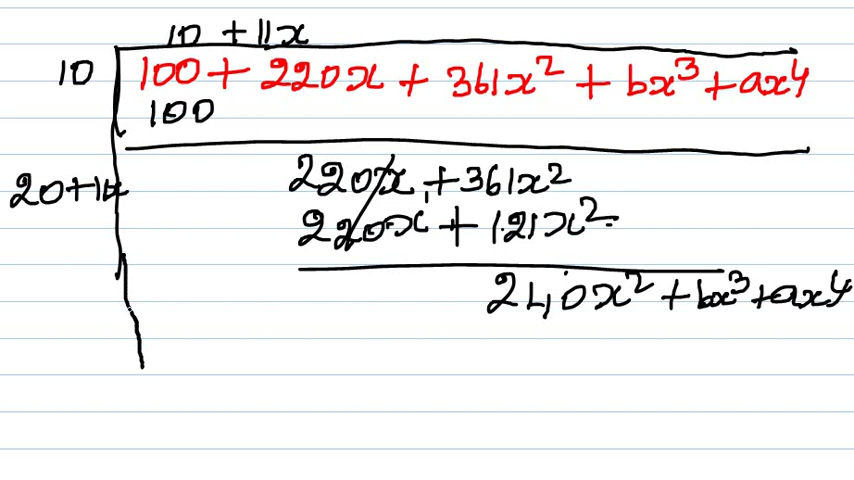 10 + 11x
10 100 + 220x + 361x² + bx³ + ax⁴
100
20+11x 220x + 361x²
220x + 121x²
240x² + bx³ + ax⁴